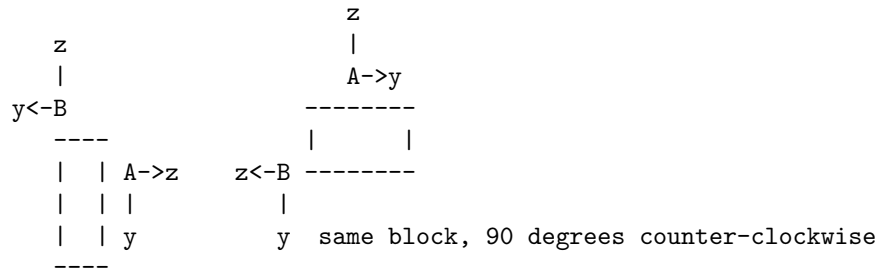 z
    z                         |
    |                         A->y
y<-B                      --------
    ----                  |      |
    |  | A->z     z<-B --------
    |  | |            |
    |  | y            y  same block, 90 degrees counter-clockwise
    ----